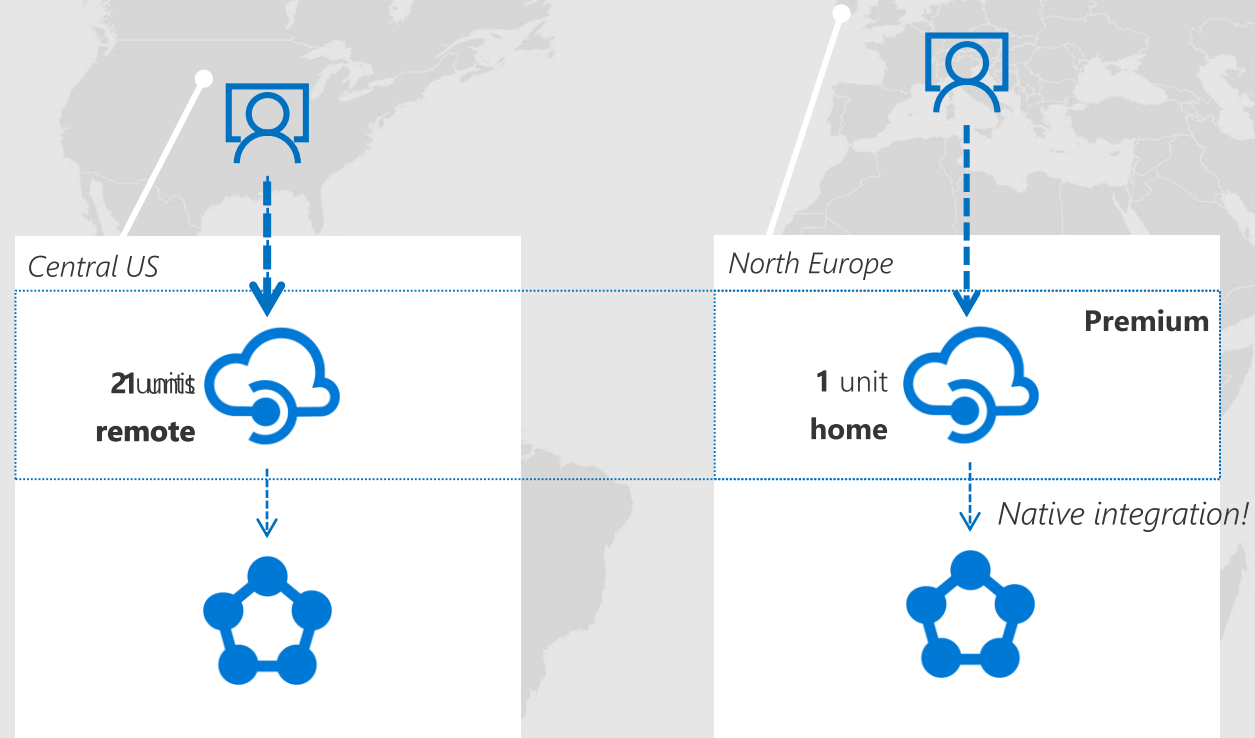 Central US
remote
North Europe
Premium
1 unit
home
Native integration!